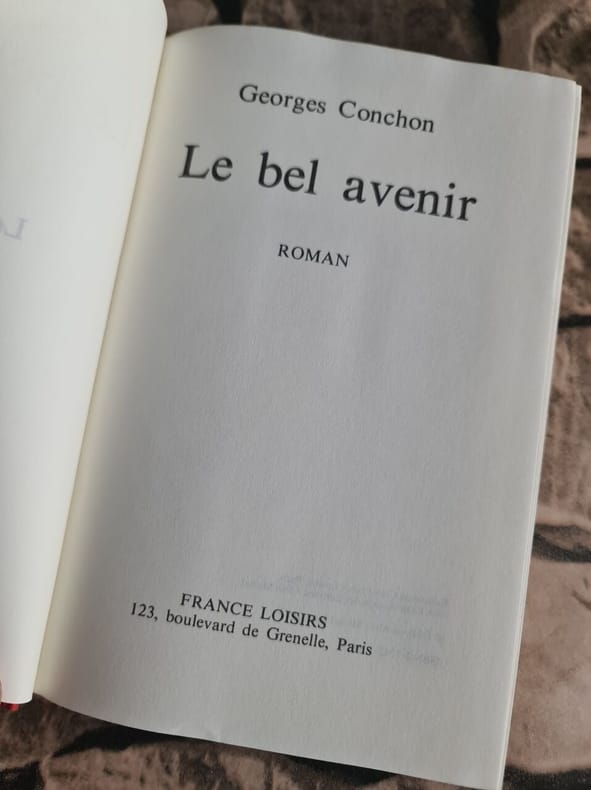 Georges Conchon
Le bel avenir
ROMAN
FRANCE LOISIRS
123, boulevard de Grenelle, Paris